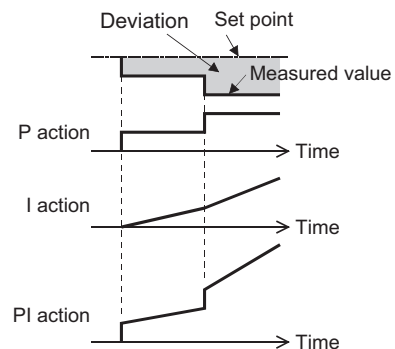 Deviation
Set point
Measured value
P action
Time
I action
Time
PI action
Time